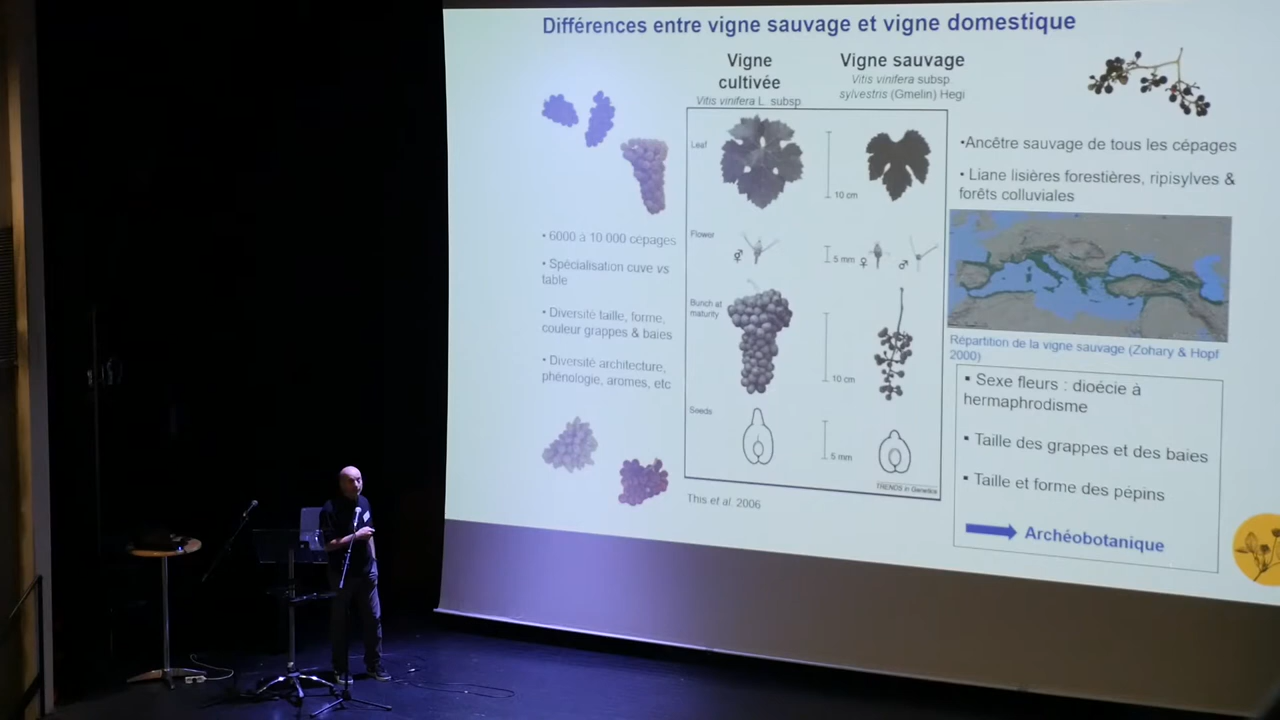 Différences entre vigne sauvage et vigne domestique
Vigne
cultivée
Vitis vinifera L. subsp
Vigne sauvage
Vitis vinifera subsp
sylvestris (Gmelin) Hegi
• 6000 à 10 000 cépages
• Spécialisation cuve vs
table
• Diversité taille, forme,
couleur grappes & baies
• Diversité architecture,
phénologie, aromes, etc
Leaf
10 cm
Flower
⚥
5 mm
♀
♂
Bunch at
maturity
10 cm
Seeds
5 mm
TRENDS in Genetics
This et al. 2006
•Ancêtre sauvage de tous les cépages
• Liane lisières forestières, ripisylves &
forêts colluviales
Répartition de la vigne sauvage (Zohary & Hopf
2000)
▪ Sexe fleurs : dioécie à
hermaphrodisme
▪ Taille des grappes et des baies
▪ Taille et forme des pépins
Archéobotanique